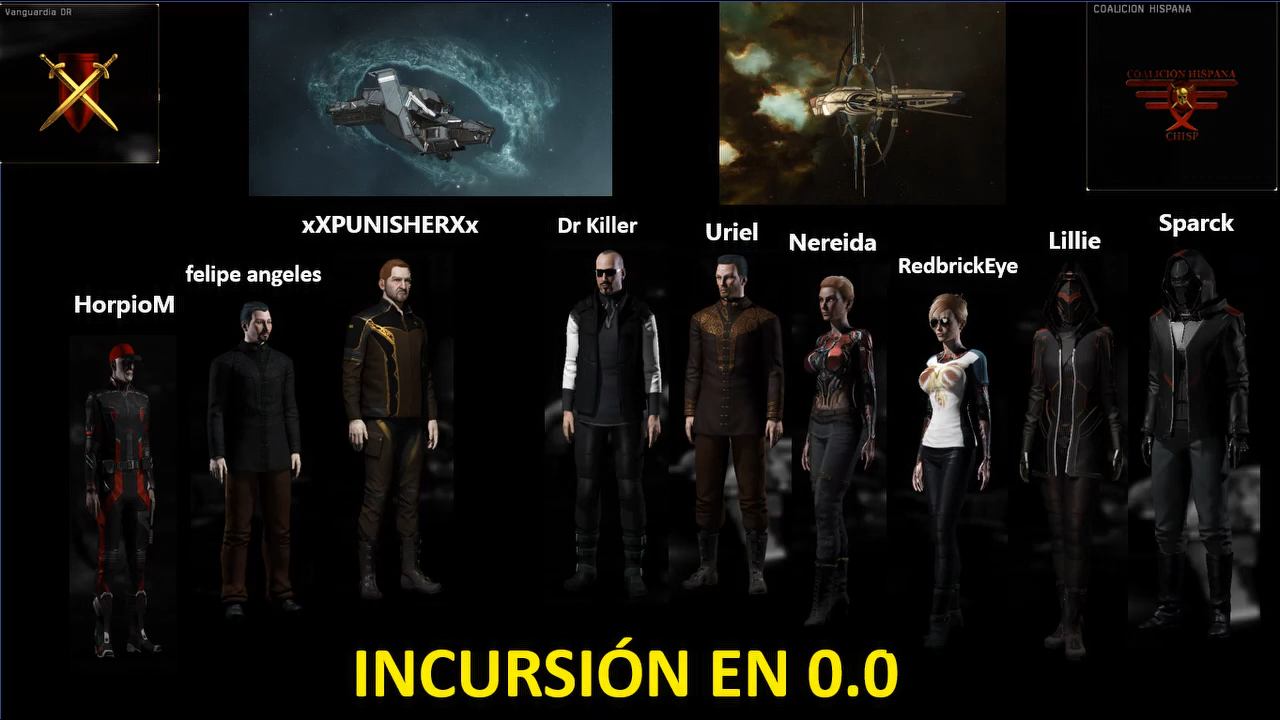 Vanguardia DR
COALICION HISPANA
COALICIÓN HISPANA
CHISP
xXPUNISHERXx
Dr Killer
Uriel
Nereida
Sparck
Lillie
RedbrickEye
felipe angeles
HorpioM
INCURSIÓN EN 0.0